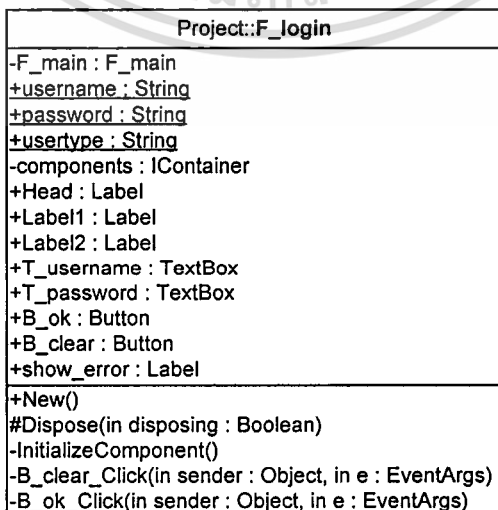 Project::F_login
-F_main : F_main
+username : String
+password : String
+usertype : String
-components : IContainer
+Head : Label
+Label1 : Label
+Label2 : Label
+T_username : TextBox
+T_password : TextBox
+B_ok : Button
+B_clear : Button
+show_error : Label
+New()
#Dispose(in disposing : Boolean)
-InitializeComponent()
-B_clear_Click(in sender : Object, in e : EventArgs)
-B_ok_Click(in sender : Object, in e : EventArgs)